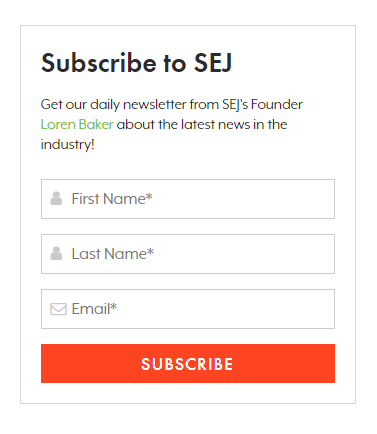 Subscribe to SEJ
Get our daily newsletter from SEJ's Founder
Loren Baker about the latest news in the
industry!
First Name*
Last Name*
Email*
SUBSCRIBE